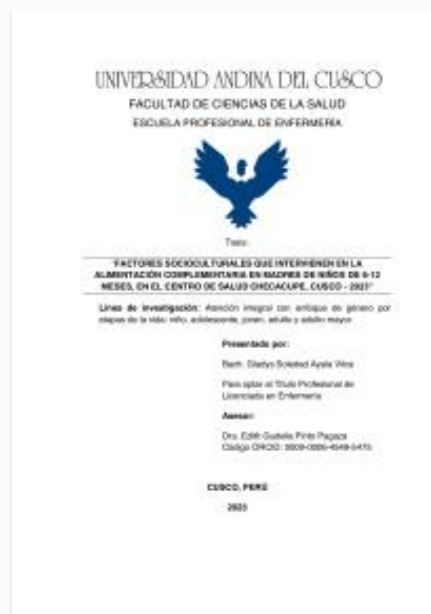 UNIVERSIDAD ANDINA DEL CUSCO
FACULTAD DE CIENCIAS DE LA SALUD
ESCUELA PROFESIONAL DE ENFERMERÍA
Tesis:
"FACTORES SOCIOCULTURALES QUE INTERVIENEN EN LA
ALIMENTACIÓN COMPLEMENTARIA EN MADRES DE NIÑOS DE 6-12
MESES, EN EL CENTRO DE SALUD CHECACUPE, CUSCO - 2023"
Línea de investigación: Atención integral con enfoque de género por
etapas de la vida: niño, adolescente, joven, adulto y adulto mayor
Presentado por:
Bach. Gladys Soledad Ayala Vilca
Para optar al Título Profesional de
Licenciada en Enfermería
Asesor:
Dra. Edith Gudelia Pinto Pagaza
Código ORCID:
CUSCO, PERÚ
2023